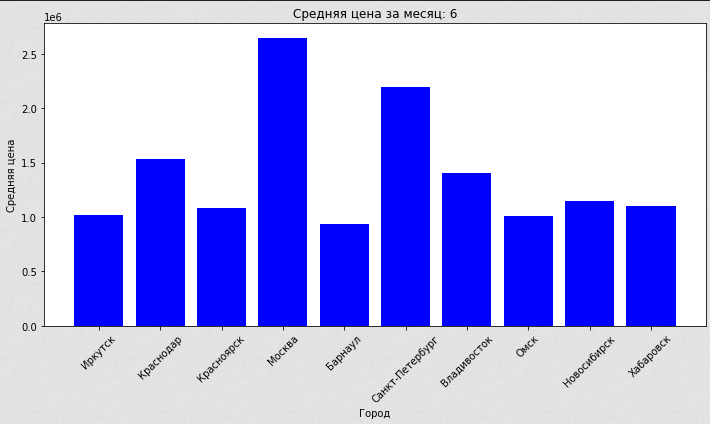 Средняя цена за месяц: 6
1e6
2.5
2.0
1.5
1.0
0.5
0.0
Средняя цена
Иркутск
Краснодар
Красноярск
Москва
Барнаул
Санкт-Петербург
Владивосток
Омск
Новосибирск
Хабаровск
Город